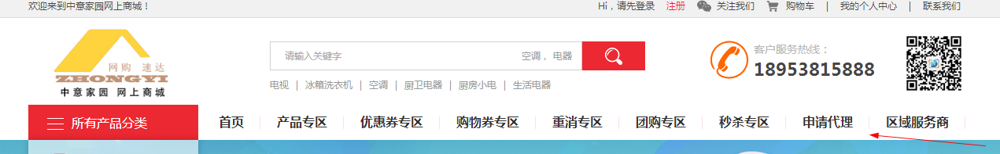 欢迎来到中意家园网上商城！
Hi，请先登录 注册 关注我们 购物车 | 我的个人中心 | 联系我们
网购 速达
ZHONGYI
中意家园 网上商城
请输入关键字 空调， 电器
电视 | 冰箱洗衣机 | 空调 | 厨卫电器 | 厨房小电 | 生活电器
客户服务热线：
18953815888
所有产品分类 首页 产品专区 优惠券专区 购物券专区 重消专区 团购专区 秒杀专区 申请代理 区域服务商